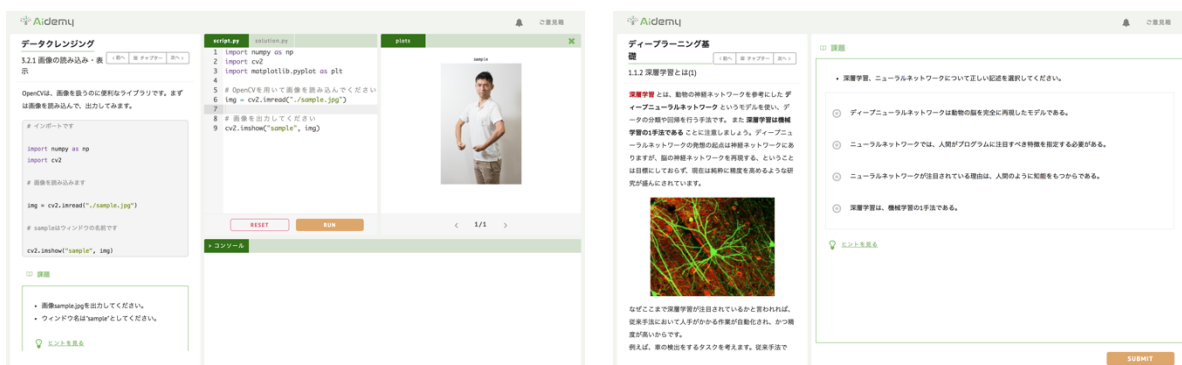 Aidemy
ご意見箱
データクレンジング
3.2.1 画像の読み込み・表
示
<前へ
チャプター
次へ>
OpenCVは、画像を扱うのに便利なライブラリです。まず
は画像を読み込んで、出力してみます。
# インポートです
import numpy as np
import cv2
# 画像を読み込みます
img = cv2.imread("./sample.jpg")
# sampleはウィンドウの名前です
cv2.imshow("sample", img)
課題
• 画像sample.jpgを出力してください。
• ウィンドウ名は"sample"としてください。
ヒントを見る
script.py solution.py
1 import numpy as np
2 import cv2
3 import matplotlib.pyplot as plt
4
5 # OpenCVを用いて画像を読み込んでください
6 img = cv2.imread("./sample.jpg")
7
8 # 画像を出力してください
9 cv2.imshow("sample", img)
RESET
RUN
plots
sample
< 1/1 >
コンソール
Aidemy
ご意見箱
ディープラーニング基
礎
<前へ
チャプター
次へ>
1.1.2 深層学習とは(1)
深層学習 とは、動物の神経ネットワークを参考にした デ
ィープニューラルネットワーク というモデルを使い、デ
ータの分類や回帰を行う手法です。 また 深層学習は機械
学習の1手法である ことに注意しましょう。ディープニュ
ーラルネットワークの発想の起点は神経ネットワークにあ
りますが、脳の神経ネットワークを再現する、ということ
は目標にしておらず、現在は純粋に精度を高めるような研
究が盛んにされています。
なぜここまで深層学習が注目されているかと言われれば、
従来手法において人手がかかる作業が自動化され、かつ精
度が高いからです。
例えば、車の検出をするタスクを考えます。従来手法で
課題
• 深層学習、ニューラルネットワークについて正しい記述を選択してください。
ディープニューラルネットワークは動物の脳を完全に再現したモデルである。
ニューラルネットワークでは、人間がプログラムに注目すべき特徴を指定する必要がある。
ニューラルネットワークが注目されている理由は、人間のように知能をもつからである。
深層学習は、機械学習の1手法である。
ヒントを見る
SUBMIT